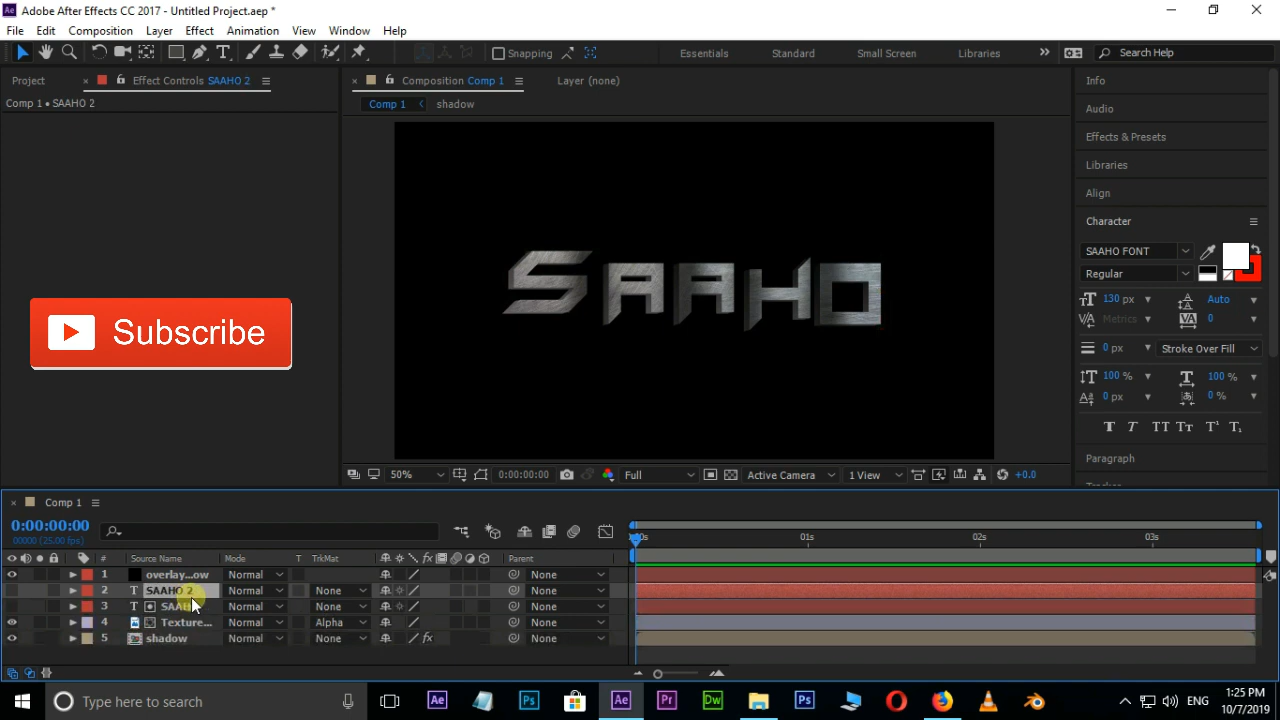 Adobe After Effects CC 2017 - Untitled Project.aep *
File Edit Composition Layer Effect Animation View Window Help
Snapping Essentials Standard Small Screen Libraries Search Help
Project Effect Controls SAAHO 2 Composition Comp 1 Layer (none) Info
Comp 1 • SAAHO 2 Comp 1 shadow Audio
Effects & Presets
Libraries
Align
Character
SAAHO FONT
Regular
130 px Auto
Metrics 0
0 px Stroke Over Fill
100 % 100 %
0 px 0 %
Paragraph
SAAHO
Subscribe
50% 0:00:00:00 Full Active Camera 1 View +0.0
Comp 1
0:00:00:00
00000 (25.00 fps)
:00s 01s 02s 03s
# Source Name Mode T TrkMat Parent
1 overlay...ow Normal None
2 SAAHO 2 Normal None None
3 Normal None None
4 Texture... Normal Alpha None
5 shadow Normal None None
Type here to search
ENG
1:25 PM
10/7/2019